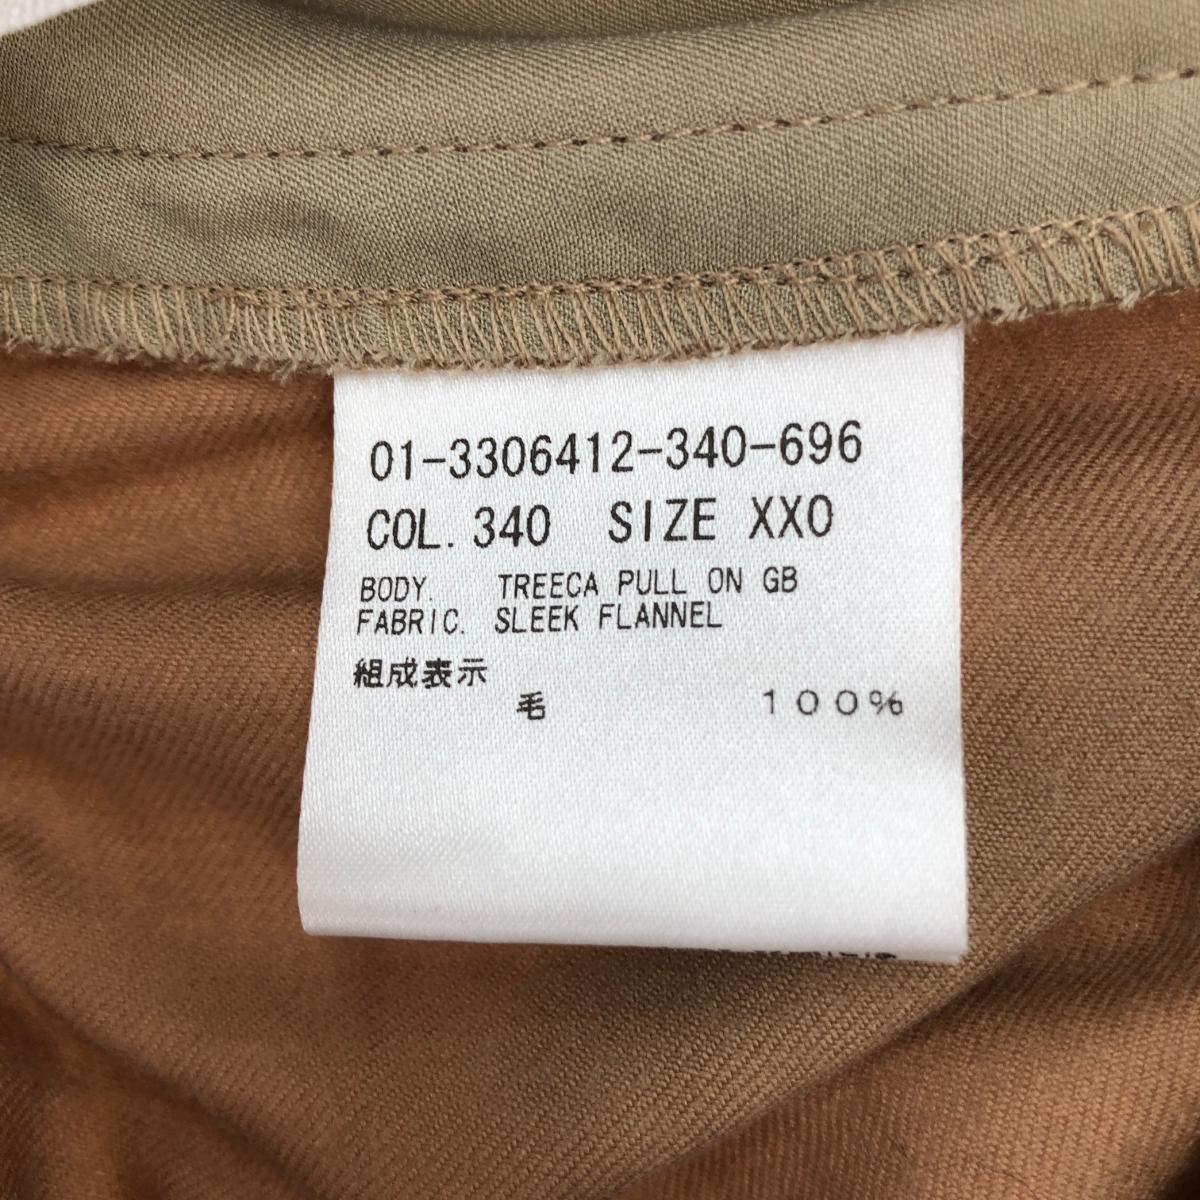 01-3306412-340-696
COL. 340 SIZE XXO
BODY. TREECA PULL ON GB
FABRIC. SLEEK FLANNEL
組成表示
毛 100%